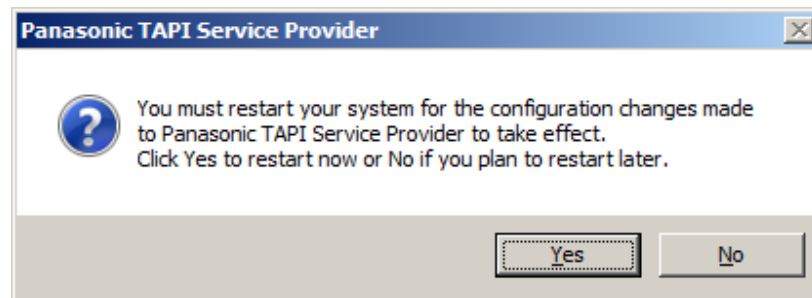 Panasonic TAPI Service Provider
You must restart your system for the configuration changes made
to Panasonic TAPI Service Provider to take effect.
Click Yes to restart now or No if you plan to restart later.
Yes
No